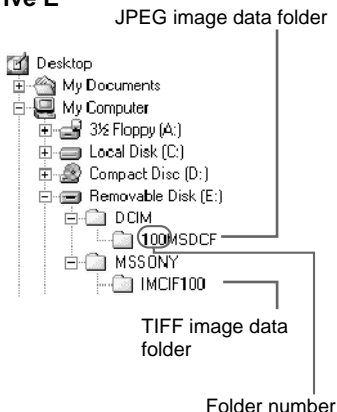 ive E
JPEG image data folder
Desktop
My Documents
My Computer
3½ Floppy (A:)
Local Disk (C:)
Compact Disc (D:)
Removable Disk (E:)
DCIM
100MSDCF
MSSONY
IMCIF100
TIFF image data
folder
Folder number